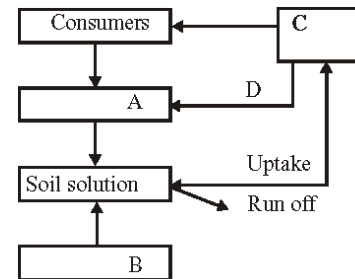 Consumers
C
A
D
Uptake
Soil solution
Run off
B